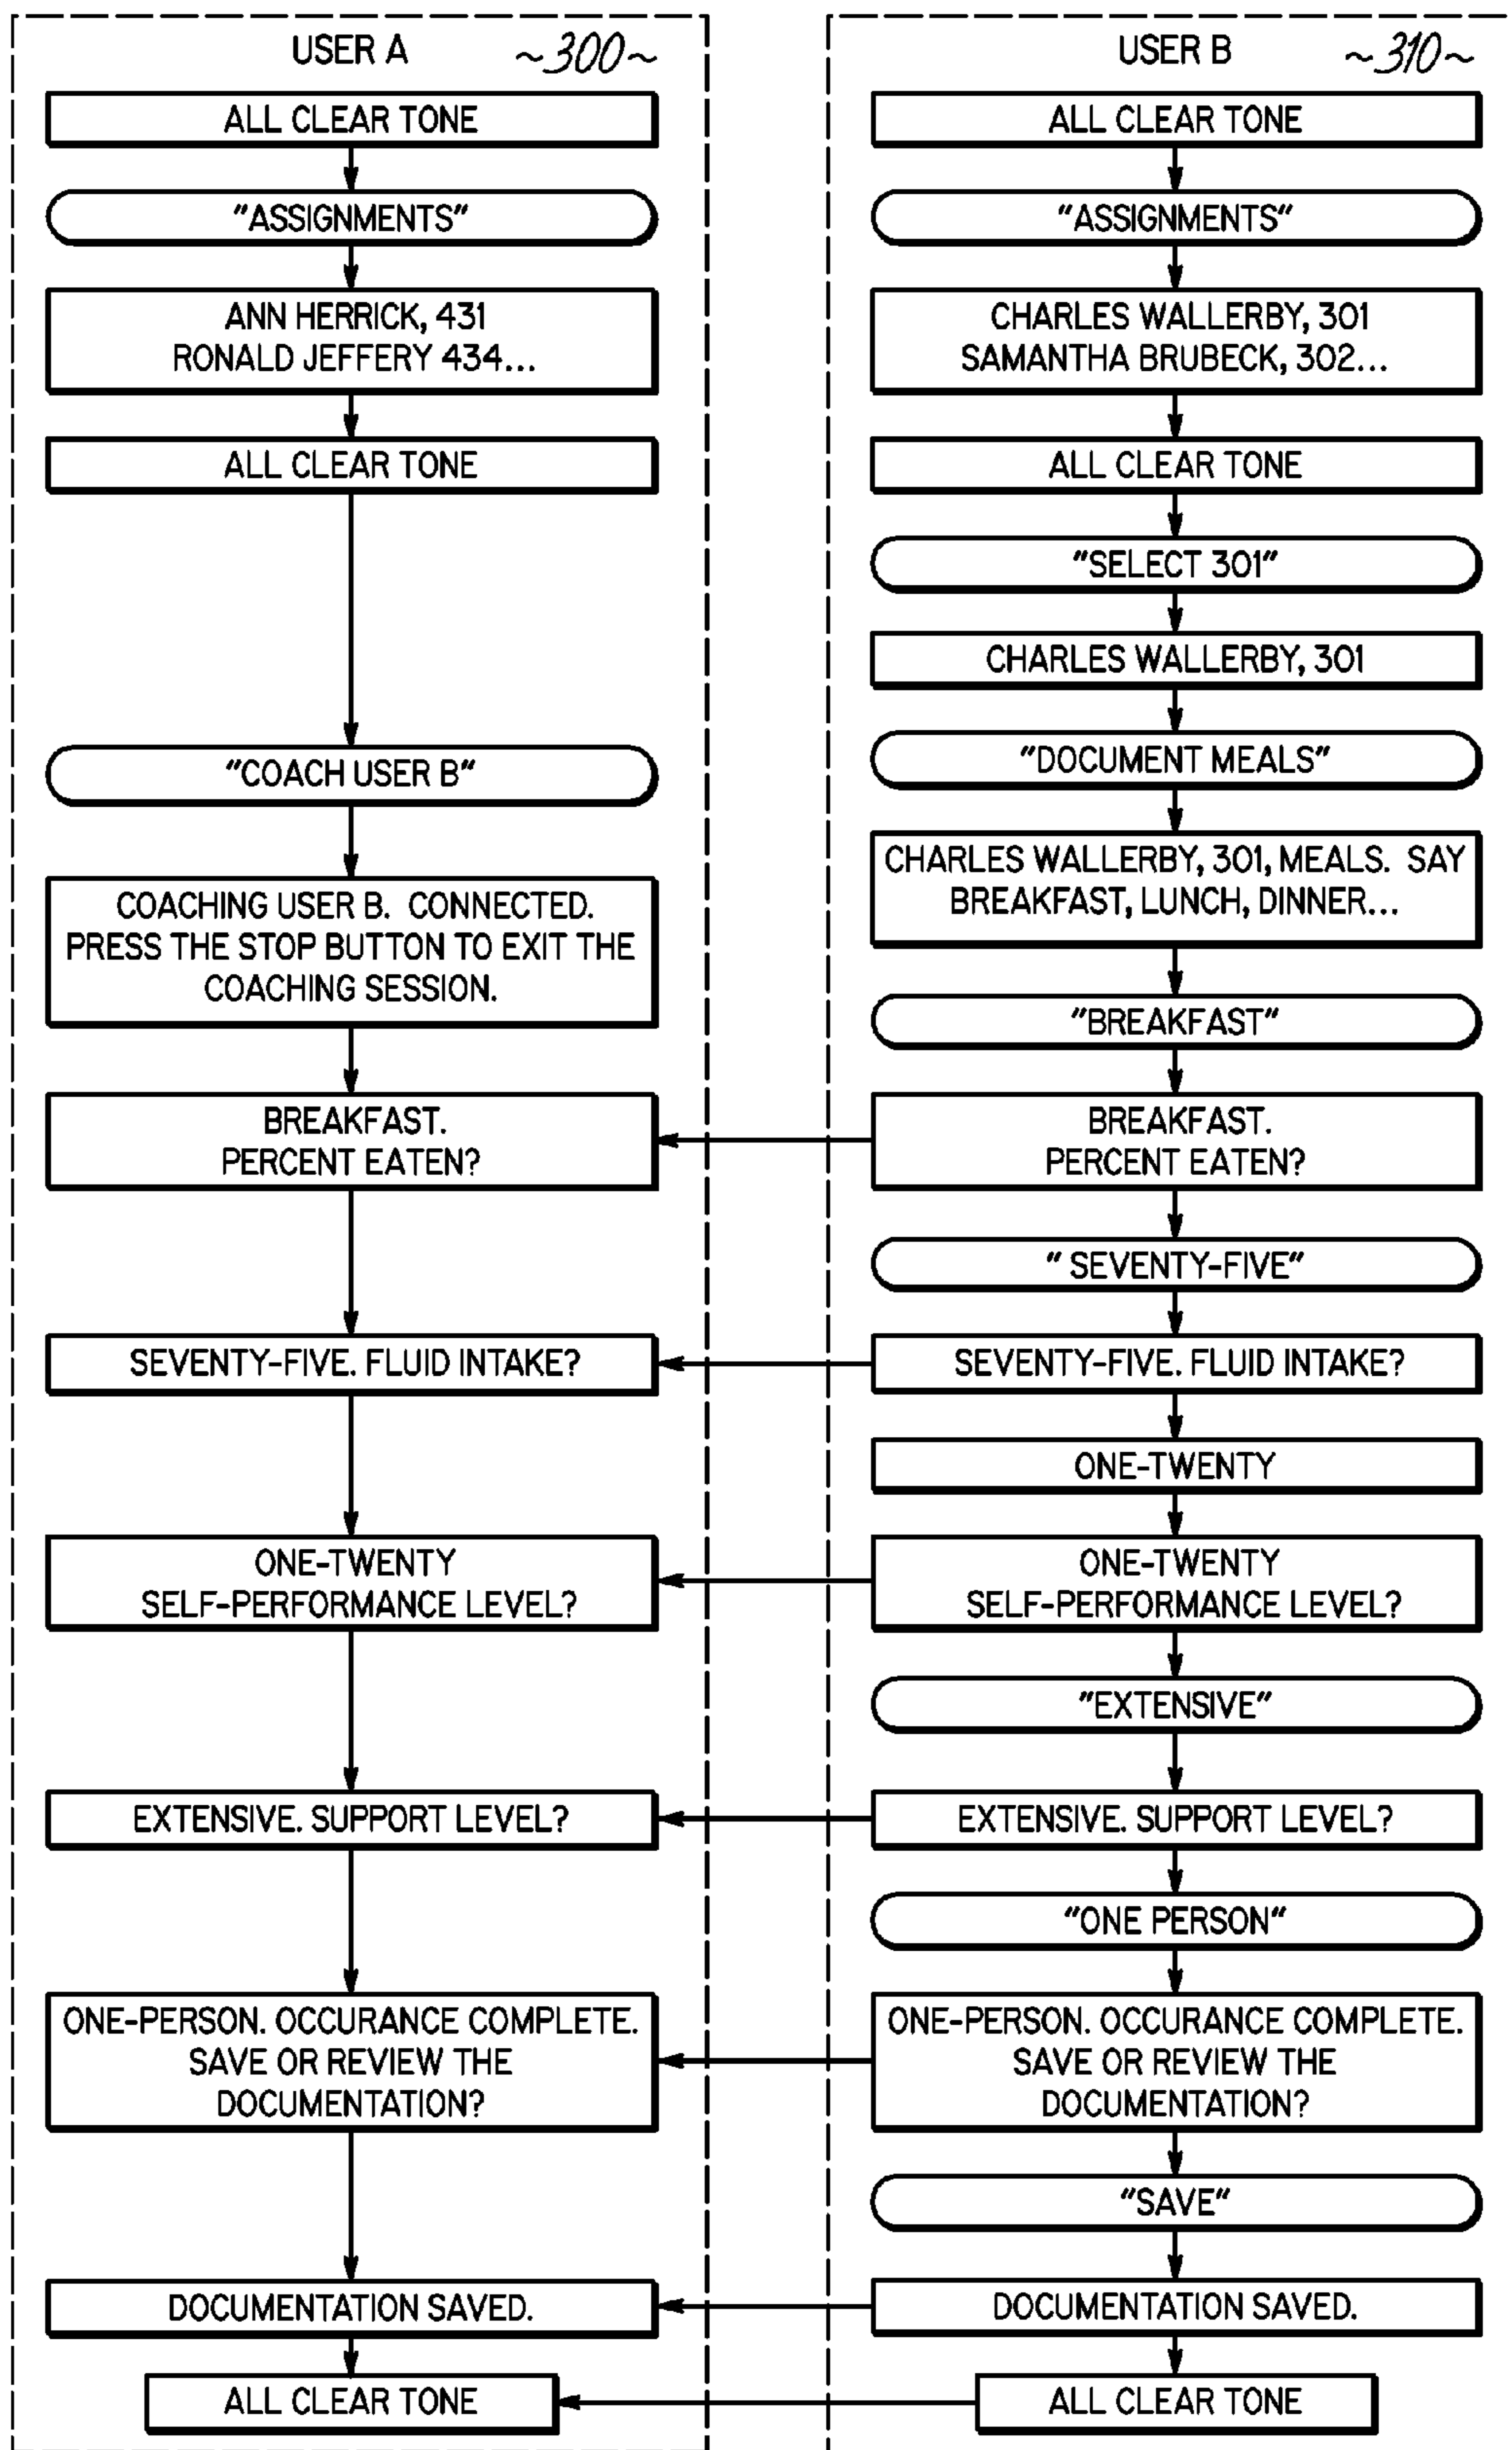 USER A ~300~
ALL CLEAR TONE
"ASSIGNMENTS"
ANN HERRICK, 431
RONALD JEFFERY 434...
ALL CLEAR TONE
"COACH USER B"
COACHING USER B. CONNECTED.
PRESS THE STOP BUTTON TO EXIT THE
COACHING SESSION.
BREAKFAST.
PERCENT EATEN?
SEVENTY-FIVE. FLUID INTAKE?
ONE-TWENTY
SELF-PERFORMANCE LEVEL?
EXTENSIVE. SUPPORT LEVEL?
ONE-PERSON. OCCURANCE COMPLETE.
SAVE OR REVIEW THE
DOCUMENTATION?
DOCUMENTATION SAVED.
ALL CLEAR TONE
USER B ~310~
ALL CLEAR TONE
"ASSIGNMENTS"
CHARLES WALLERBY, 301
SAMANTHA BRUBECK, 302...
ALL CLEAR TONE
"SELECT 301"
CHARLES WALLERBY, 301
"DOCUMENT MEALS"
CHARLES WALLERBY, 301, MEALS. SAY
BREAKFAST, LUNCH, DINNER...
"BREAKFAST"
BREAKFAST.
PERCENT EATEN?
" SEVENTY-FIVE"
SEVENTY-FIVE. FLUID INTAKE?
ONE-TWENTY
ONE-TWENTY
SELF-PERFORMANCE LEVEL?
"EXTENSIVE"
EXTENSIVE. SUPPORT LEVEL?
"ONE PERSON"
ONE-PERSON. OCCURANCE COMPLETE.
SAVE OR REVIEW THE
DOCUMENTATION?
"SAVE"
DOCUMENTATION SAVED.
ALL CLEAR TONE